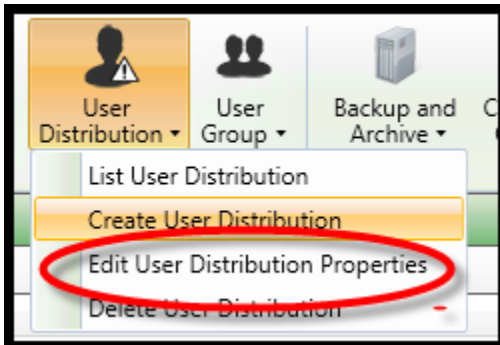 User
Distribution
User
Group
Backup and
Archive
C
List User Distribution
Create User Distribution
Edit User Distribution Properties
Delete User Distribution